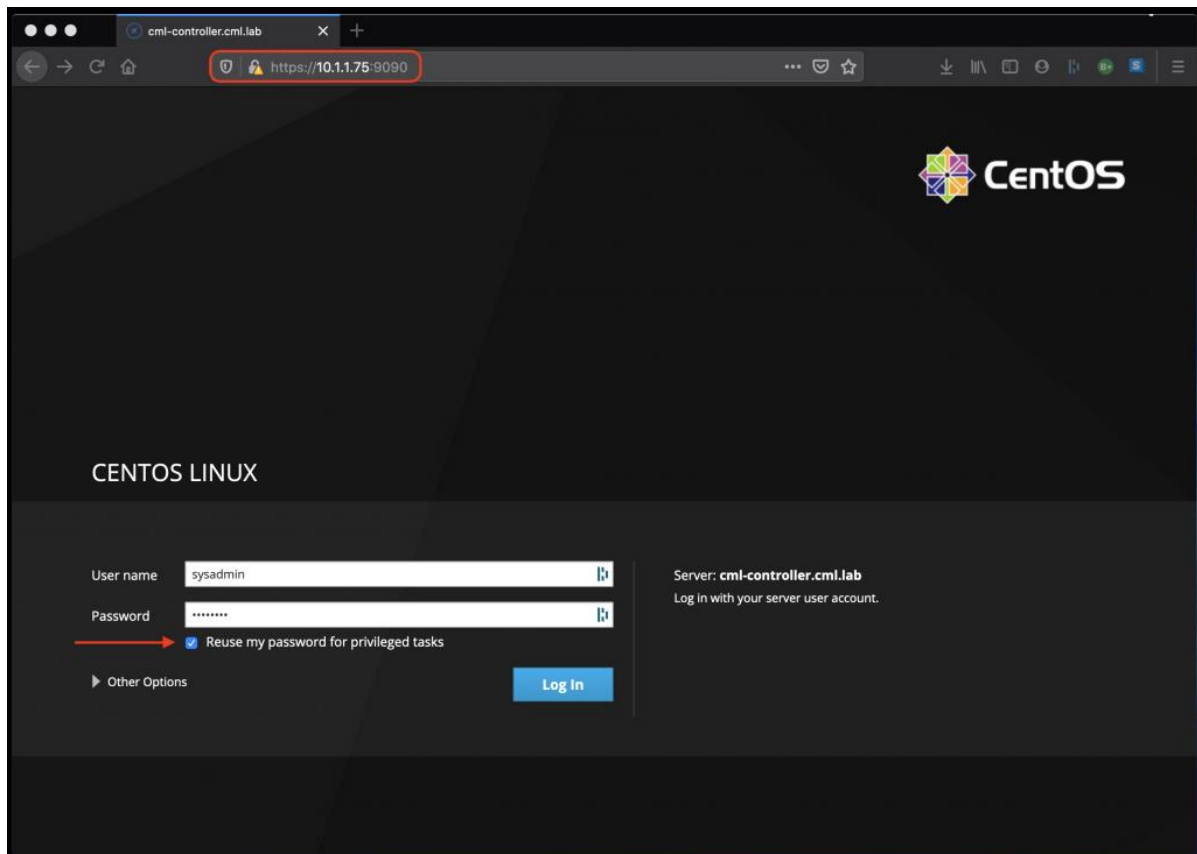 cml-controller.cml.lab
https://10.1.1.75:9090
CentOS
CENTOS LINUX
User name sysadmin
Password ••••••••
Reuse my password for privileged tasks
Other Options
Log In
Server: cml-controller.cml.lab
Log in with your server user account.